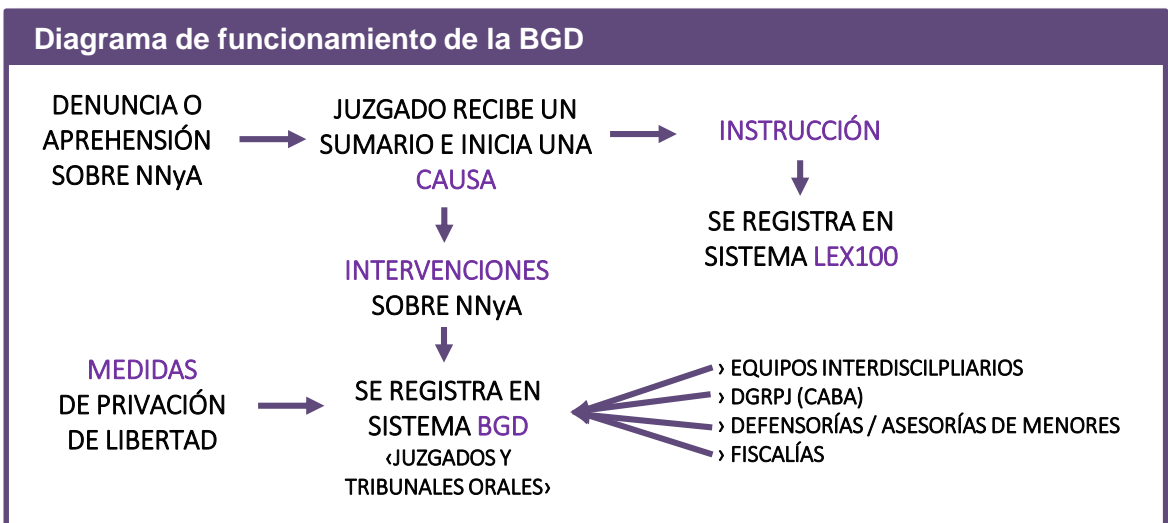 Diagrama de funcionamiento de la BGD
DENUNCIA O
APREHENSIÓN
SOBRE NNyA
JUZGADO RECIBE UN
SUMARIO E INICIA UNA
CAUSA
INSTRUCCIÓN
SE REGISTRA EN
SISTEMA LEX100
INTERVENCIONES
SOBRE NNyA
MEDIDAS
DE PRIVACIÓN
DE LIBERTAD
SE REGISTRA EN
SISTEMA BGD
‹JUZGADOS Y
TRIBUNALES ORALES›
› EQUIPOS INTERDISCILPLIARIOS
› DGRPJ (CABA)
› DEFENSORÍAS / ASESORÍAS DE MENORES
› FISCALÍAS